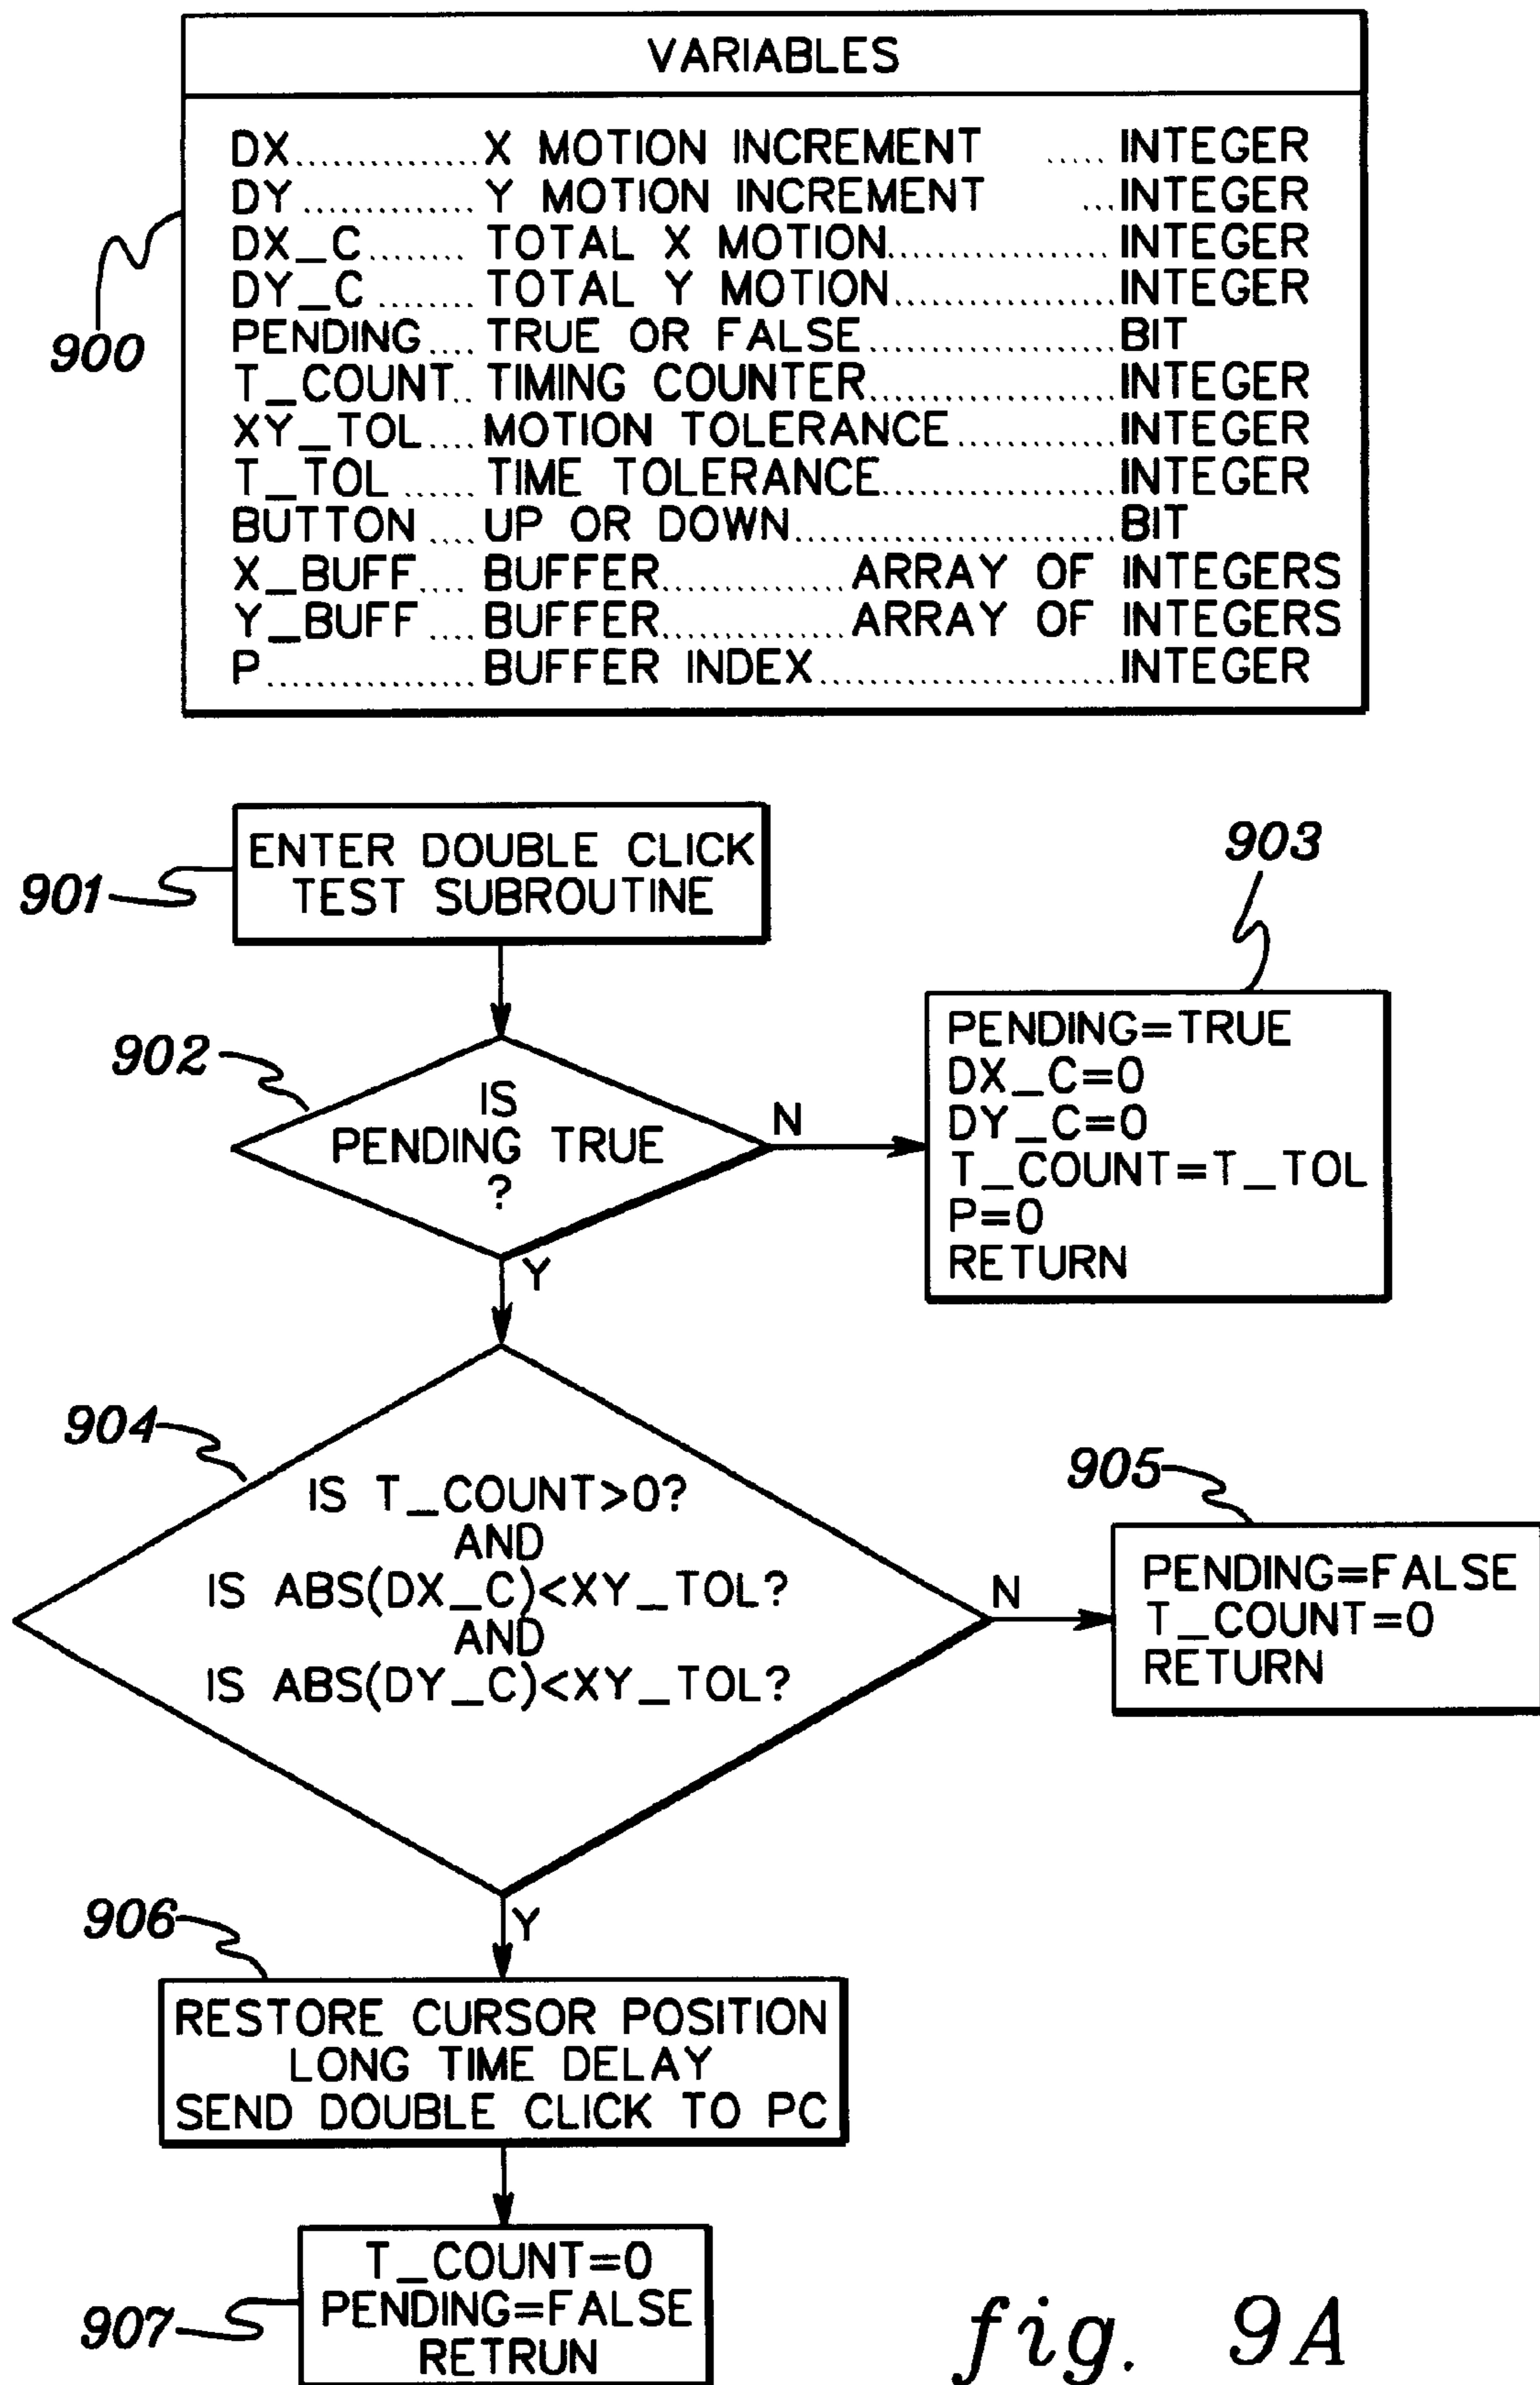 VARIABLES
DX.............X MOTION INCREMENT ..... INTEGER
DY .............Y MOTION INCREMENT ...INTEGER
DX_C....... TOTAL X MOTION................INTEGER
DY_C ....... TOTAL Y MOTION................INTEGER
900
PENDING.... TRUE OR FALSE..................BIT
T_COUNT.. TIMING COUNTER..................INTEGER
XY_TOL....MOTION TOLERANCE............INTEGER
T_TOL ...... TIME TOLERANCE.................INTEGER
BUTTON ....UP OR DOWN.......................BIT
X_BUFF.... BUFFER............. ARRAY OF INTEGERS
Y_BUFF ....BUFFER............. ARRAY OF INTEGERS
P...............BUFFER INDEX.....................INTEGER
901
ENTER DOUBLE CLICK
TEST SUBROUTINE
902
IS
PENDING TRUE
?
N
Y
903
PENDING=TRUE
DX_C=0
DY_C=0
T_COUNT=T_TOL
P=0
RETURN
904
IS T_COUNT>0?
AND
IS ABS(DX_C)<XY_TOL?
AND
IS ABS(DY_C)<XY_TOL?
N
Y
905
PENDING=FALSE
T_COUNT=0
RETURN
906
RESTORE CURSOR POSITION
LONG TIME DELAY
SEND DOUBLE CLICK TO PC
907
T_COUNT=0
PENDING=FALSE
RETRUN
fig. 9A